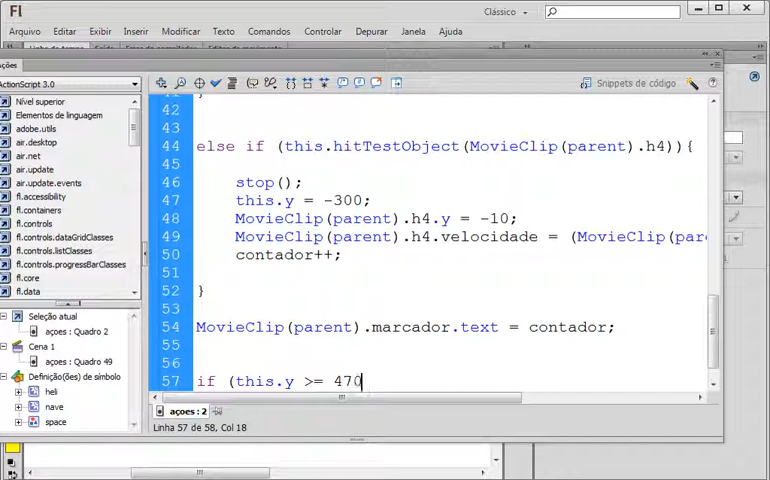 Fl
Clássico
Arquivo Editar Exibir Inserir Modificar Texto Comandos Controlar Depurar Janela Ajuda
Ações
ActionScript 3.0
Snippets de código
Nível superior
Elementos de linguagem
adobe.utils
air.desktop
air.net
air.update
air.update.events
fl.accessibility
fl.containers
fl.controls
fl.controls.dataGridClasses
fl.controls.listClasses
fl.controls.progressBarClasses
fl.core
fl.data
Seleção atual
açoes : Quadro 2
Cena 1
açoes : Quadro 49
Definição(ões) de símbolo
heli
nave
space
42
43
44 else if (this.hitTestObject(MovieClip(parent).h4)){
45
46 stop();
47 this.y = -300;
48 MovieClip(parent).h4.y = -10;
49 MovieClip(parent).h4.velocidade = (MovieClip(pare
50 contador++;
51
52 }
53
54 MovieClip(parent).marcador.text = contador;
55
56
57 if (this.y >= 470
açoes : 2
Linha 57 de 58, Col 18